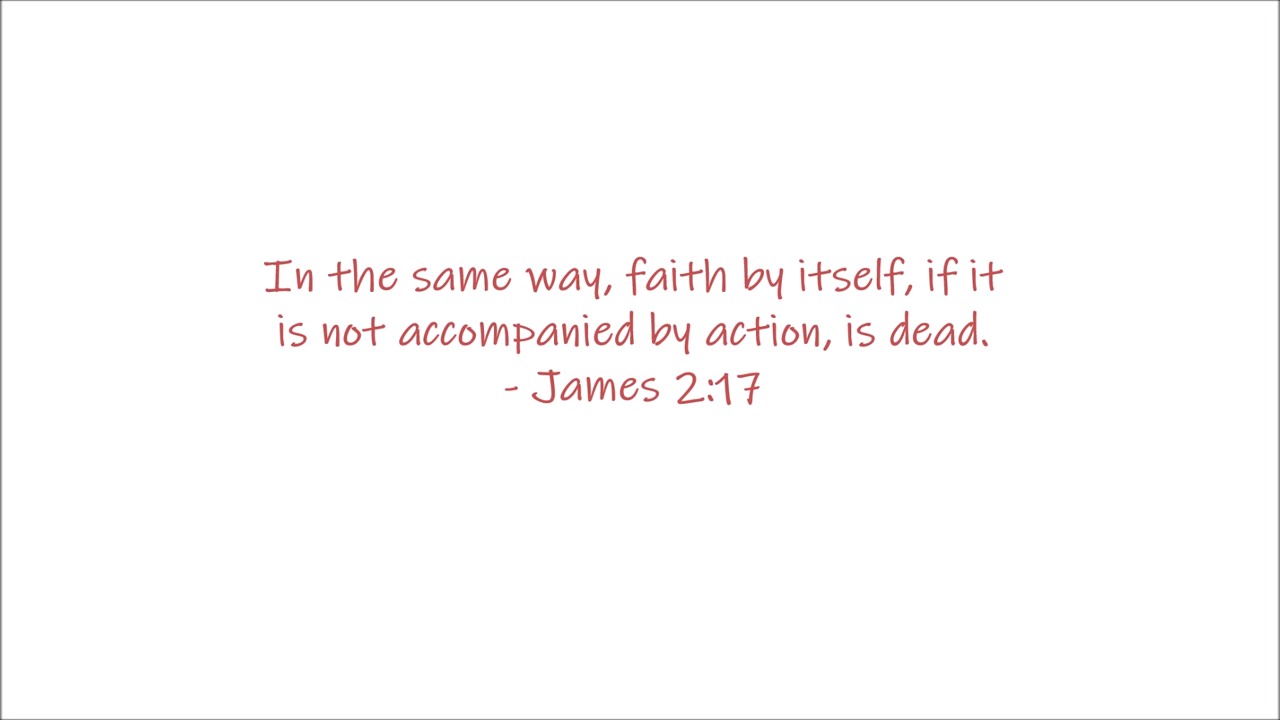 In the same way, faith by itself, if it
is not accompanied by action, is dead.
- James 2:17